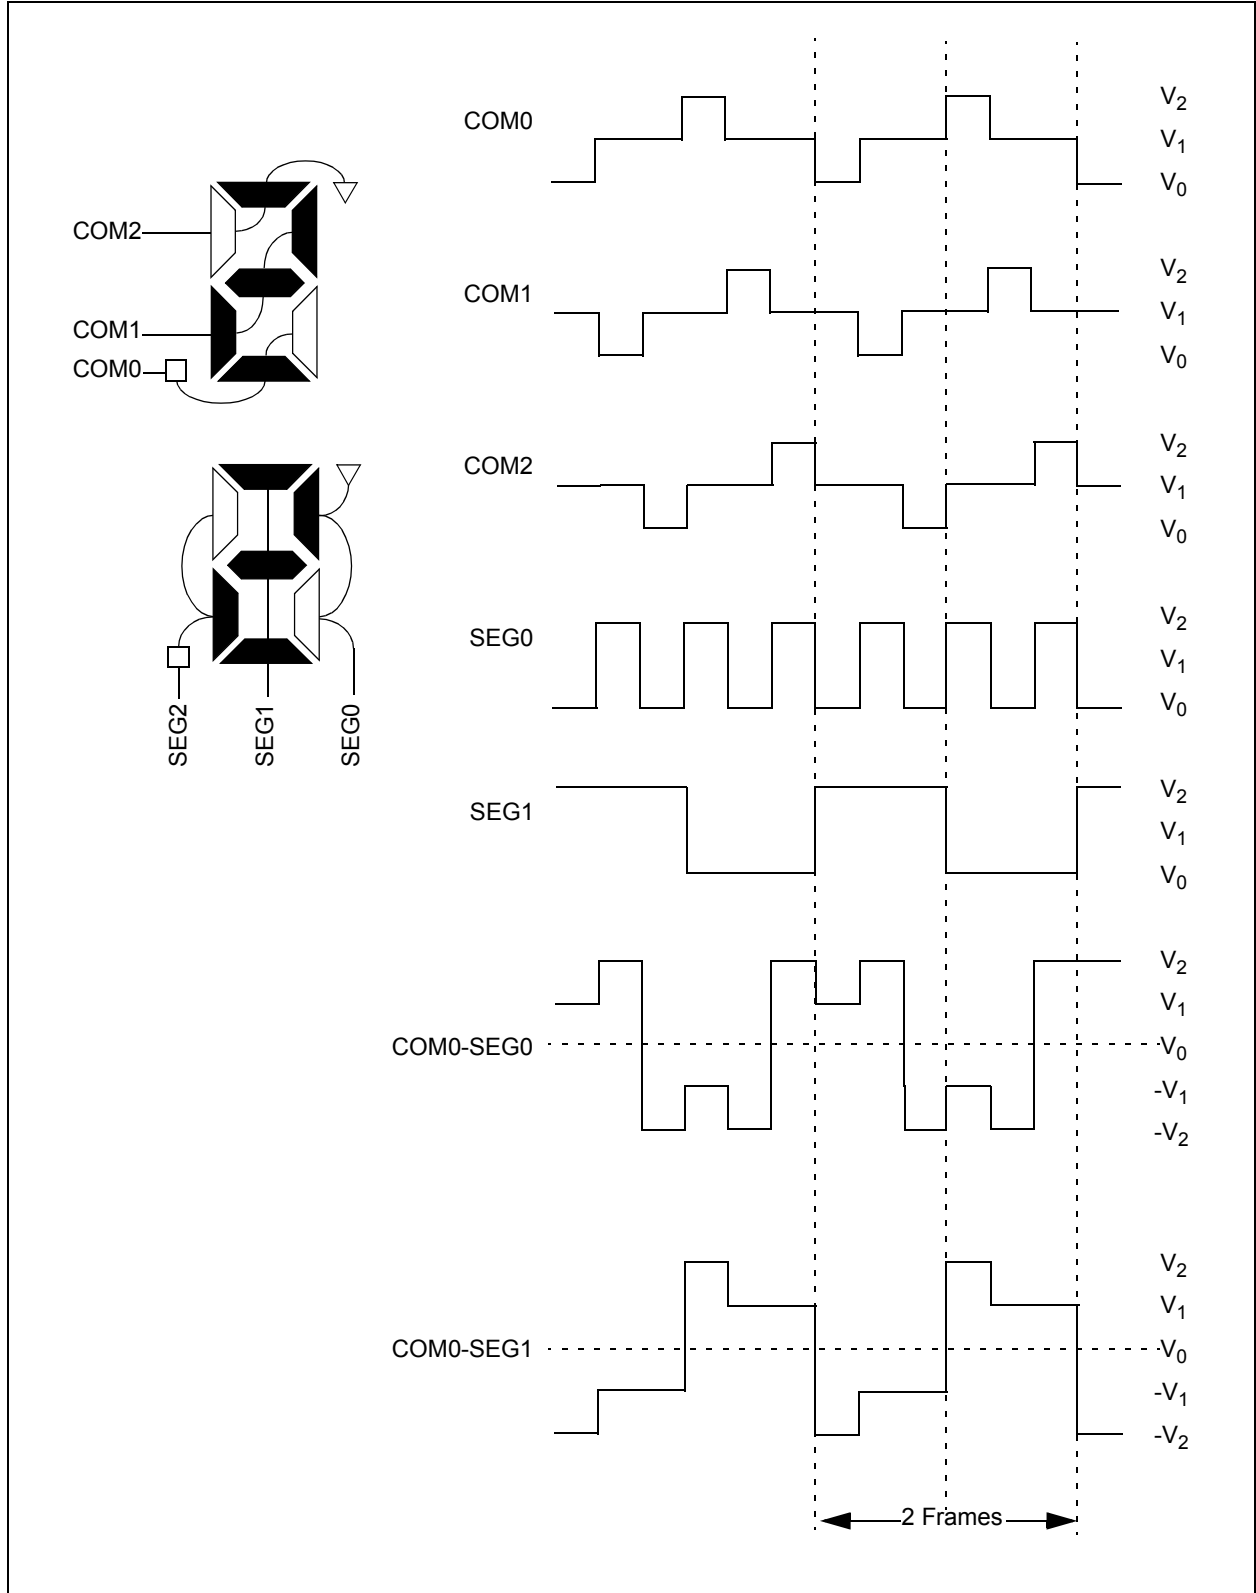 COM2
COM1
COM0
SEG2
SEG1
SEG0
COM0
V2
V1
V0
COM1
V2
V1
V0
COM2
V2
V1
V0
SEG0
V2
V1
V0
SEG1
V2
V1
V0
COM0-SEG0
V2
V1
V0
-V1
-V2
COM0-SEG1
V2
V1
V0
-V1
-V2
2 Frames